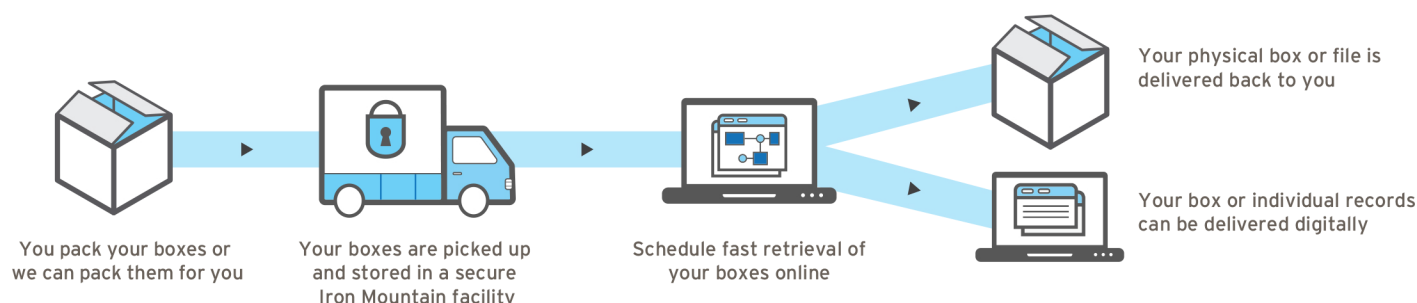 You pack your boxes or
we can pack them for you
Your boxes are picked up
and stored in a secure
Iron Mountain facility
Schedule fast retrieval of
your boxes online
Your physical box or file is
delivered back to you
Your box or individual records
can be delivered digitally